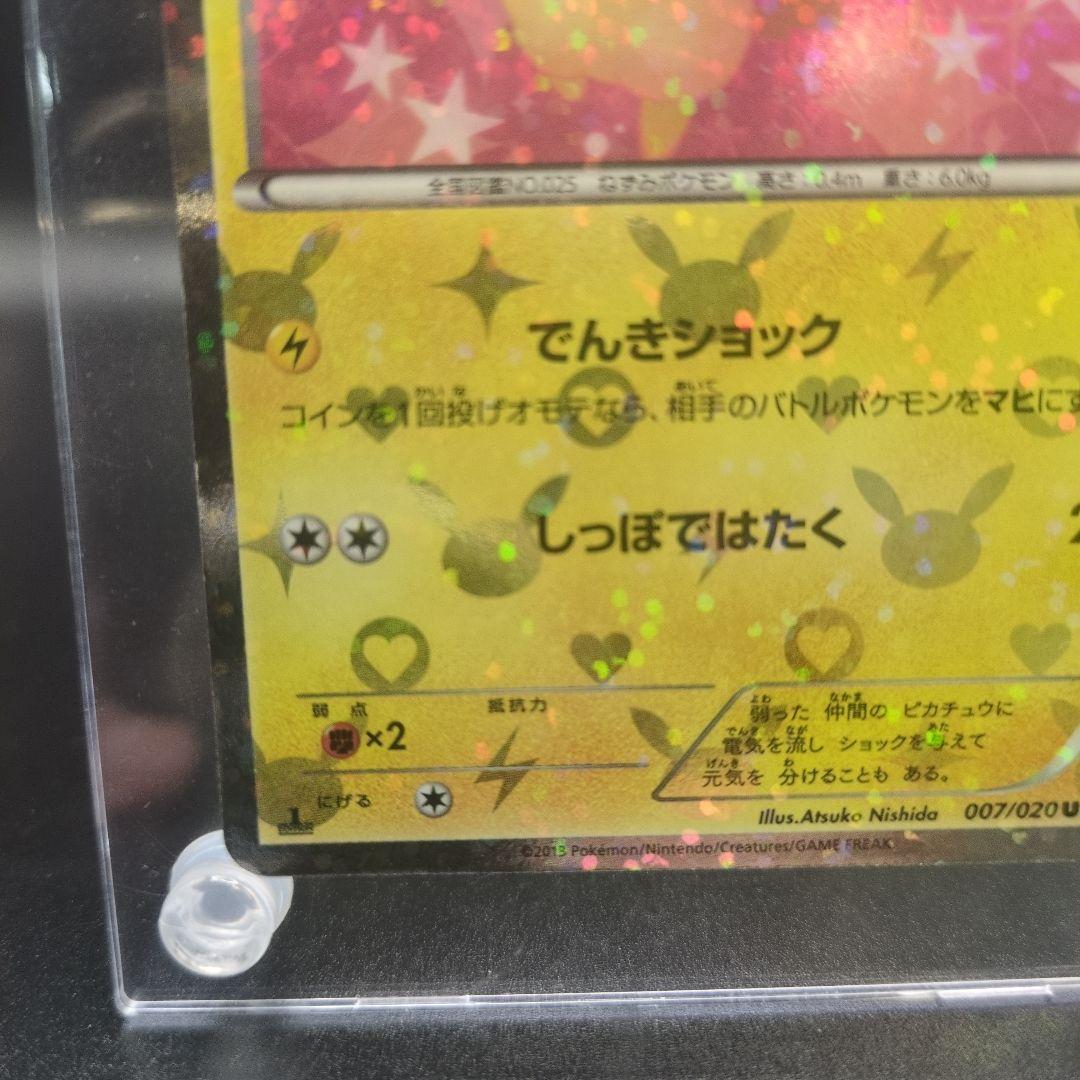 全国図鑑NO.025 ねずみポケモン 高さ:0.4m 重さ:6.0kg
でんきショック
コインを1回投げオモテなら、相手のバトルポケモンをマヒにす
しっぽではたく
2
弱 点
抵抗力
×2
にげる
弱った 仲間の ピカチュウに
電気を流し ショックを与えて
元気を 分けることも ある。
Illus.Atsuko Nishida 007/020 U
©2013 Pokémon/Nintendo/Creatures/GAME FREAK.